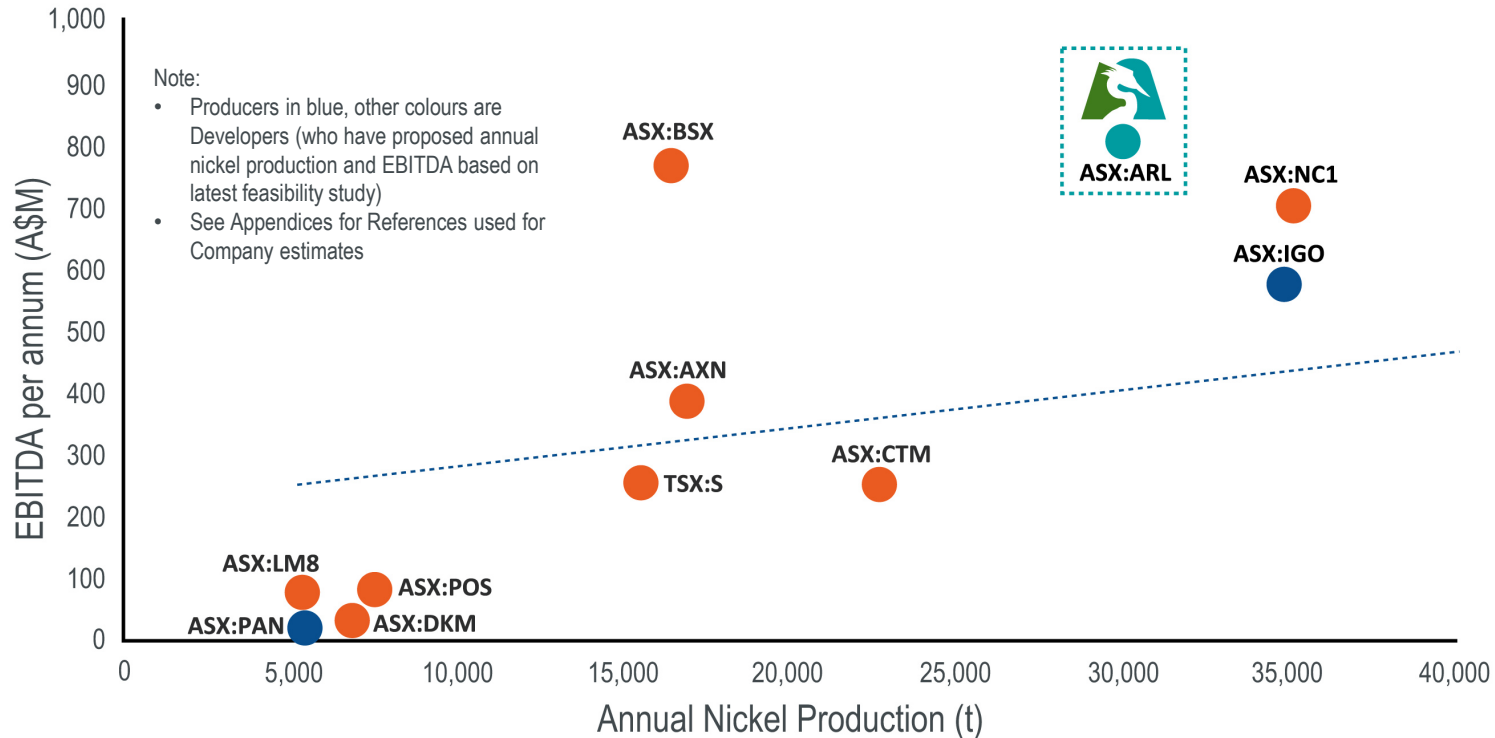 EBITDA per annum (A$M)
1,000
900
800
700
600
500
400
300
200
100
0
Note:
• Producers in blue, other colours are
Developers (who have proposed annual
nickel production and EBITDA based on
latest feasibility study)
• See Appendices for References used for
Company estimates
ASX:BSX
ASX:ARL
ASX:NC1
ASX:IGO
ASX:AXN
ASX:CTM
TSX:S
ASX:LM8
ASX:POS
ASX:PAN
ASX:DKM
0
5,000
10,000
15,000
20,000
25,000
30,000
35,000
40,000
Annual Nickel Production (t)